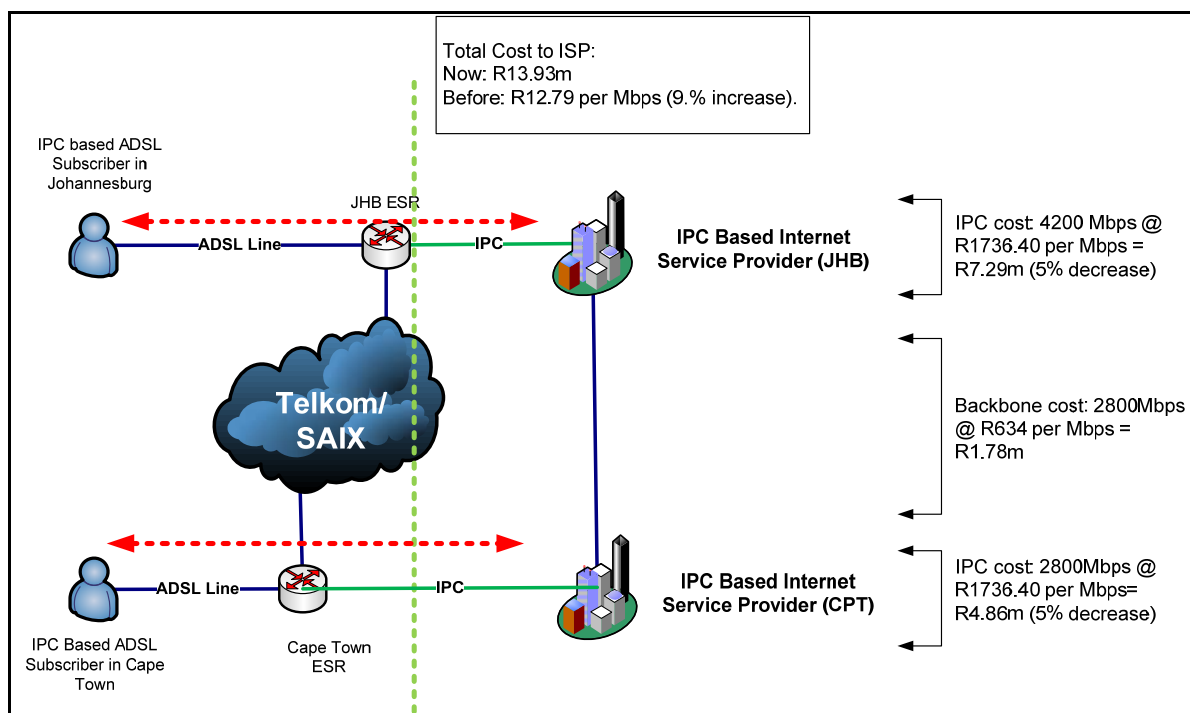 Total Cost to ISP:
Now: R13.93m
Before: R12.79 per Mbps (9.% increase).
IPC based ADSL
Subscriber in
Johannesburg
JHB ESR
ADSL Line
IPC
IPC Based Internet
Service Provider (JHB)
IPC cost: 4200 Mbps @
R1736.40 per Mbps =
R7.29m (5% decrease)
Telkom/
SAIX
Backbone cost: 2800Mbps
@ R634 per Mbps =
R1.78m
ADSL Line
IPC
IPC Based Internet
Service Provider (CPT)
IPC cost: 2800Mbps @
R1736.40 per Mbps=
R4.86m (5% decrease)
IPC Based ADSL
Subscriber in Cape
Town
Cape Town
ESR